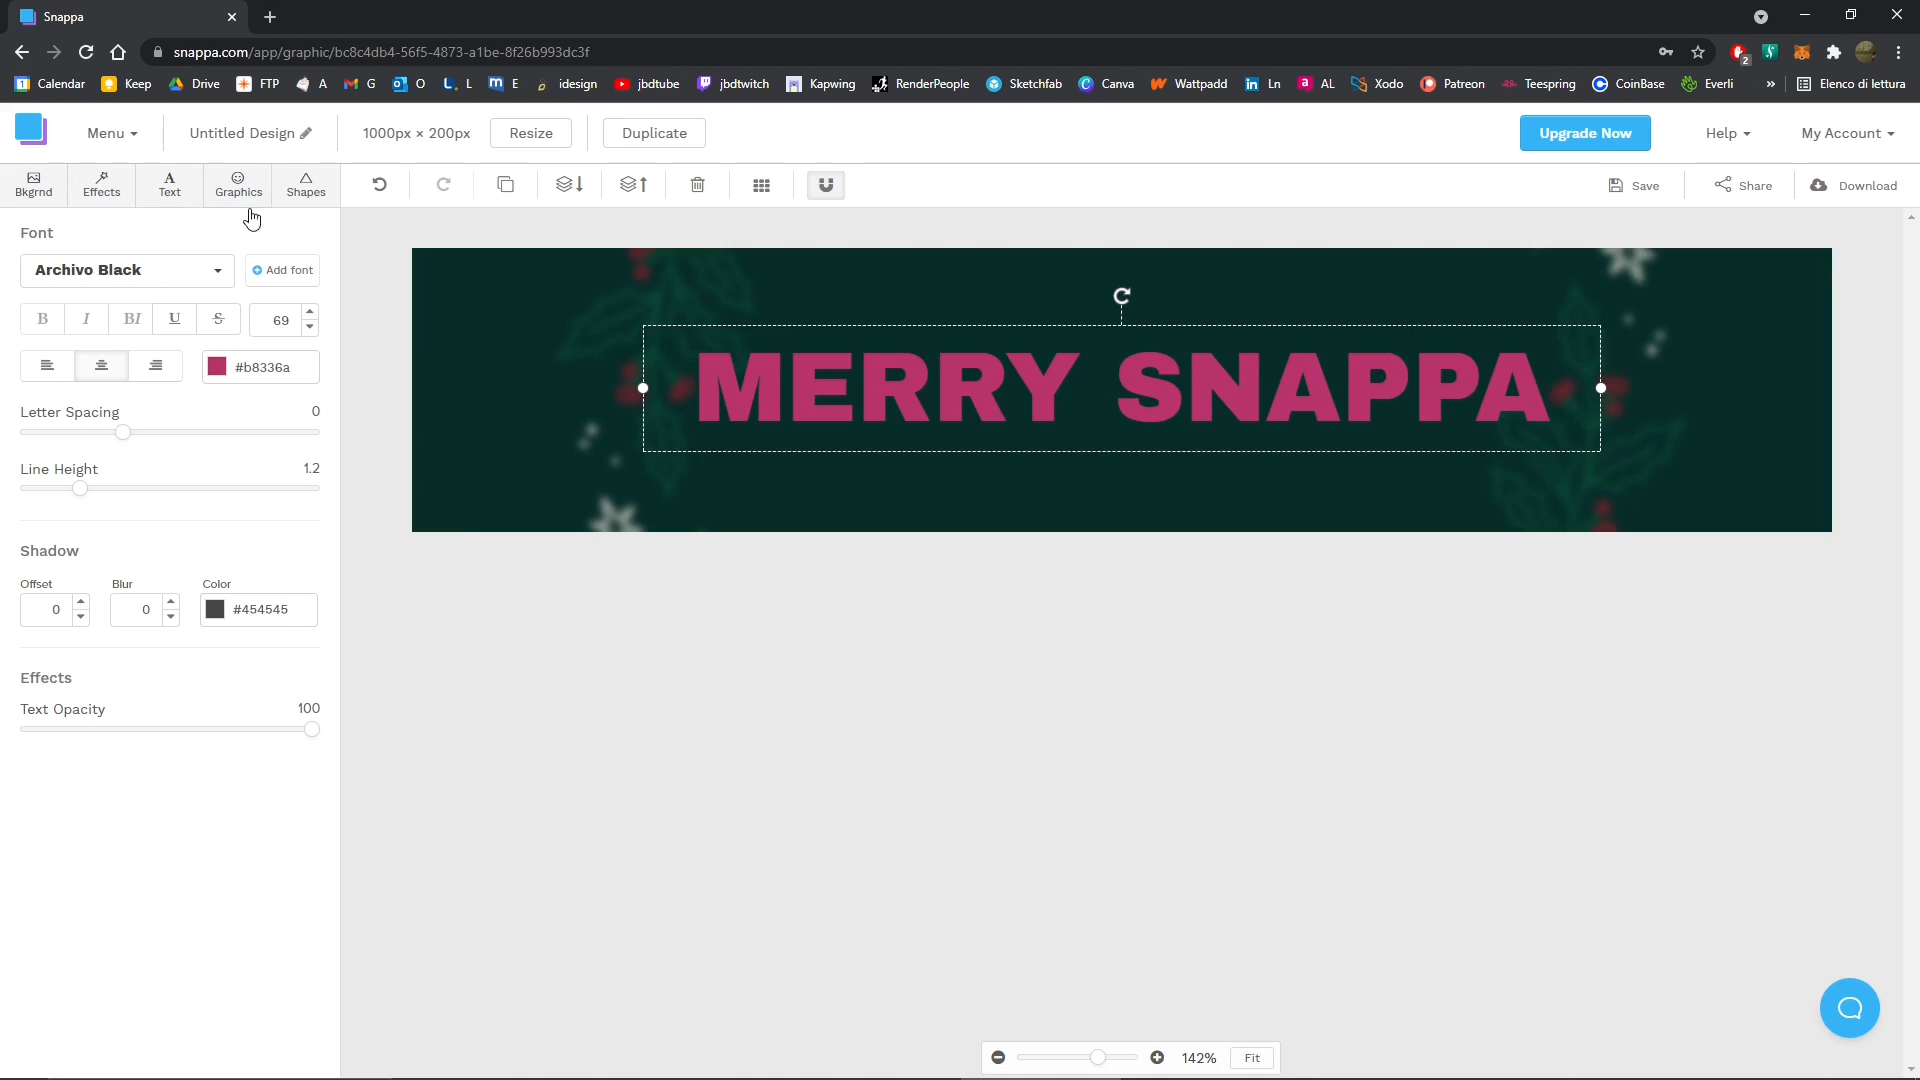 Snappa
snappa.com/app/graphic/bc8c4db4-56f5-4873-a1be-8f26b993dc3f
2
Calendar Keep Drive FTP A G O L E idesign jbdtube jbdtwitch Kapwing RenderPeople Sketchfab Canva Wattpadd Ln AL Xodo Patreon Teespring CoinBase Everli » Elenco di lettura
Menu Untitled Design 1000px × 200px Resize Duplicate Upgrade Now Help My Account
Bkgrnd Effects Text Graphics Shapes Save Share Download
Font
Archivo Black Add font
B I BI U S 69
#b8336a
Letter Spacing 0
Line Height 1.2
Shadow
Offset Blur Color
0 0 #454545
Effects
Text Opacity 100
MERRY SNAPPA
142% Fit